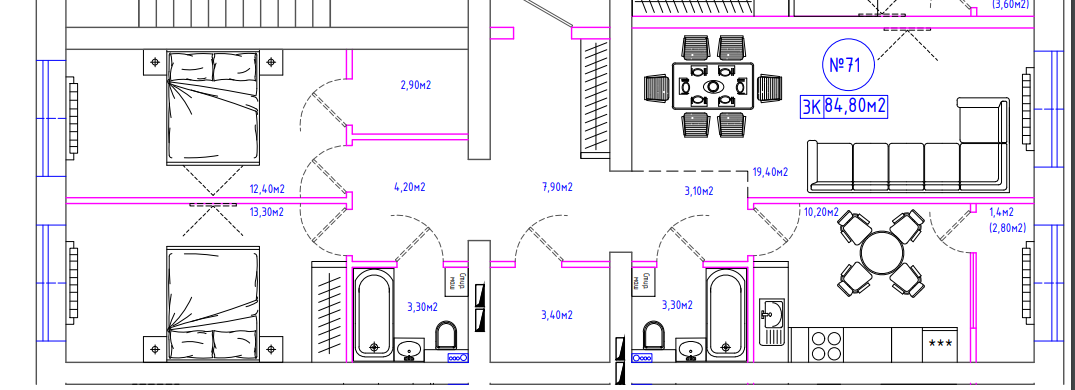 (3,60м2)
№71
3К 84,80м2
2,90м2
12,40м2
4,20м2
7,90м2
3,10м2
19,40м2
13,30м2
10,20м2
1,4м2
(2,80м2)
Стир
маш
3,30м2
3,40м2
Стир
маш
3,30м2
***